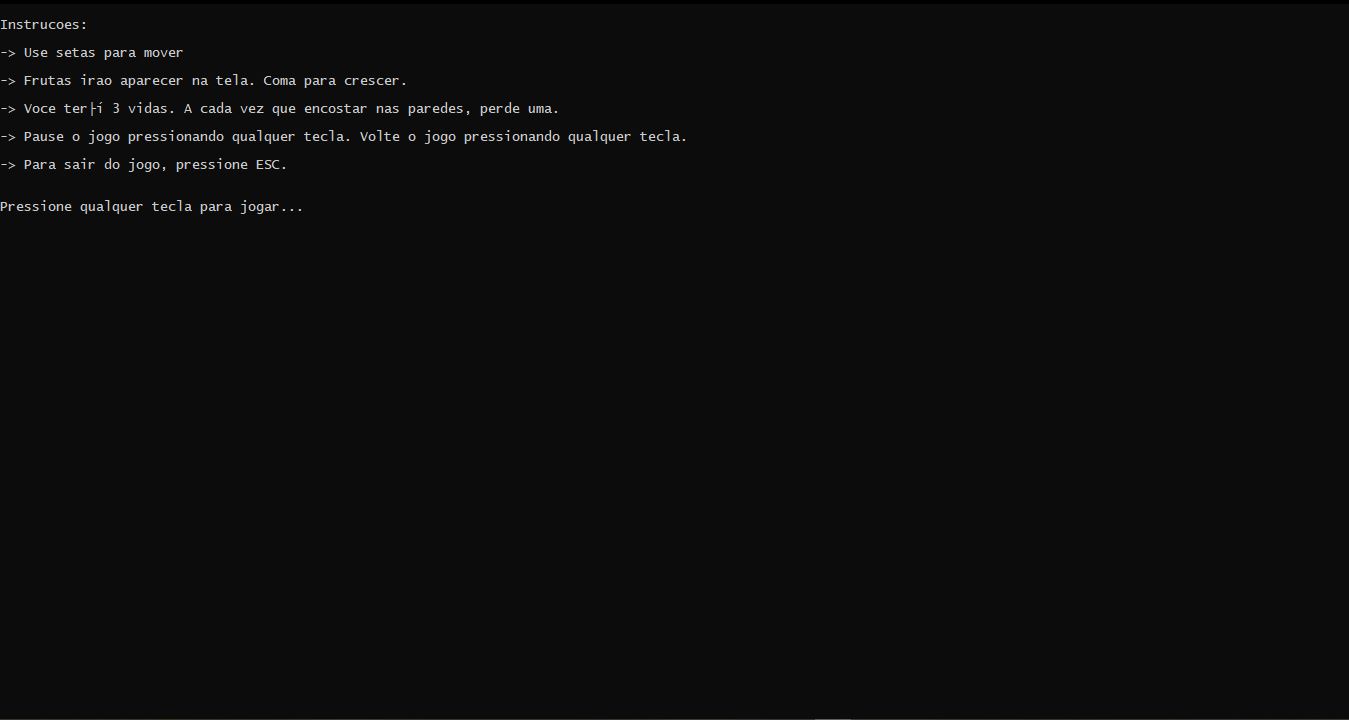 Instrucoes:
-> Use setas para mover
-> Frutas irao aparecer na tela. Coma para crescer.
-> Voce ter├í 3 vidas. A cada vez que encostar nas paredes, perde uma.
-> Pause o jogo pressionando qualquer tecla. Volte o jogo pressionando qualquer tecla.
-> Para sair do jogo, pressione ESC.
Pressione qualquer tecla para jogar...